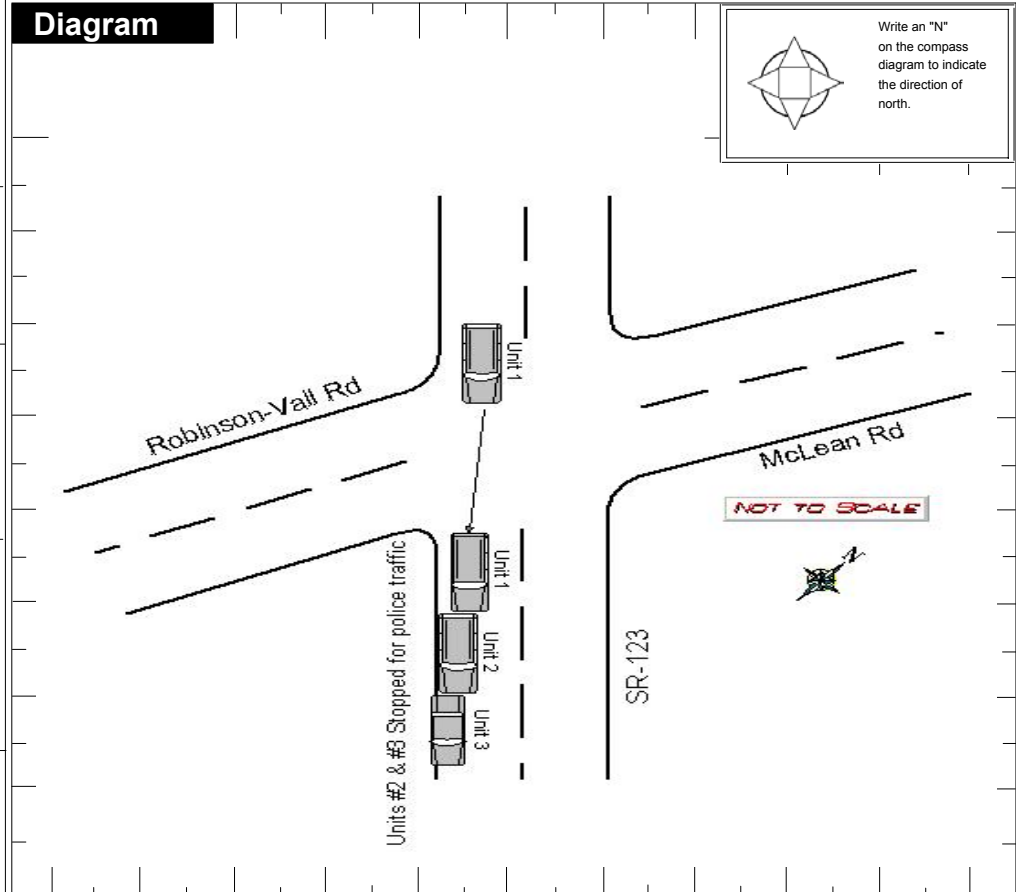 Diagram
Write an "N"
on the compass
diagram to indicate
the direction of
north.
Unit 1
Robinson-Vail Rd
McLean Rd
NOT TO SCALE
N
Unit 1
Unit 2
Unit 3
Units #2 & #3 Stopped for police traffic
SR-123